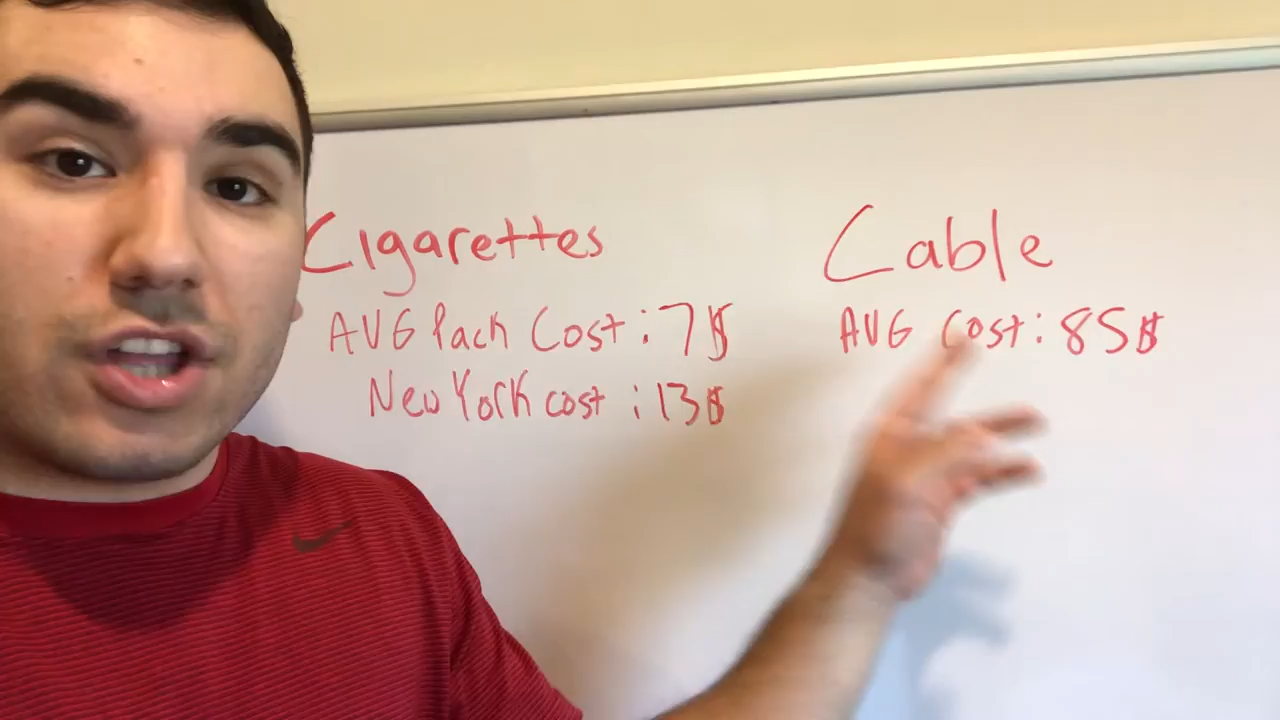 Cigarettes
AVG Pack Cost: 7$
New York cost: 13$
Cable
AVG Cost: 85$